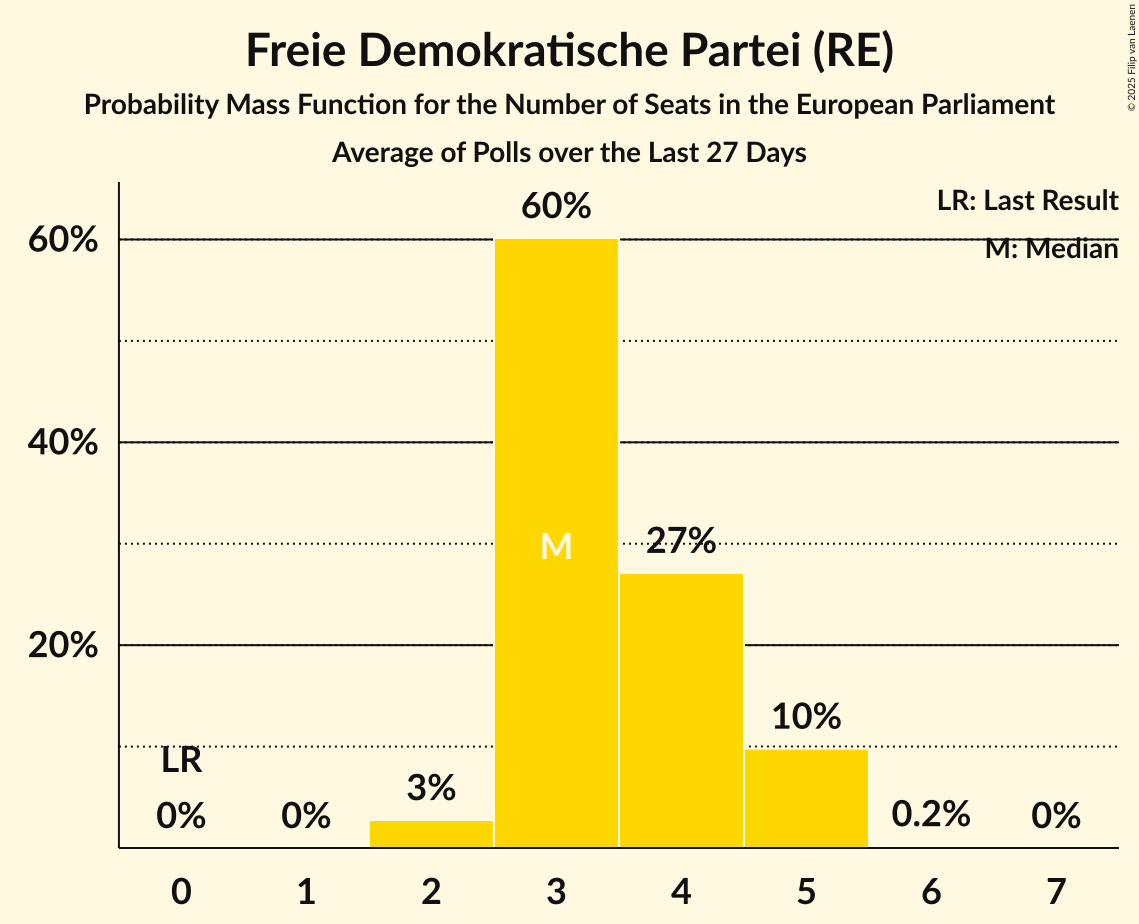 Freie Demokratische Partei (RE)
Probability Mass Function for the Number of Seats in the European Parliament
Average of Polls over the Last 27 Days
© 2025 Filip van Laenen
LR: Last Result
M: Median
60%
40%
20%
LR
0%
0%
3%
60%
M
27%
10%
0.2%
0%
0 1 2 3 4 5 6 7